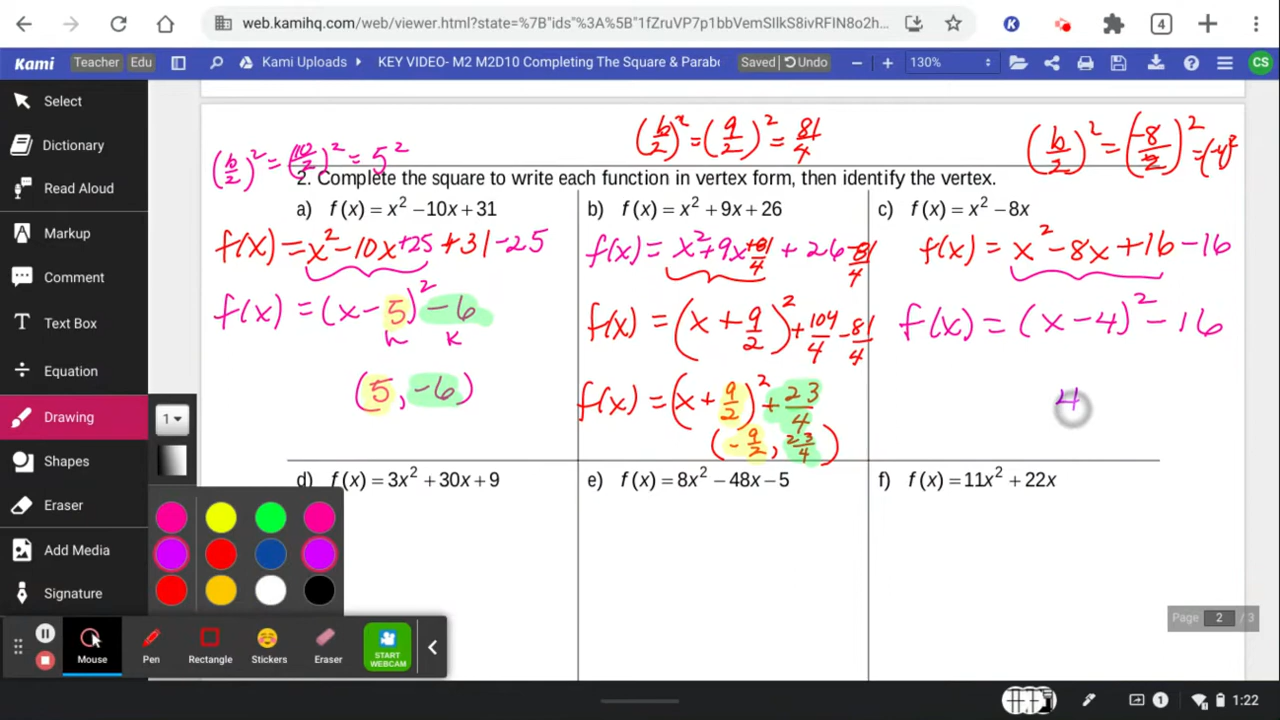 web.kamihq.com/web/viewer.html?state=%7B"ids"%3A%5B"1fZruVP7p1bbVemSIlkS8ivRFIN9R8o2h...
4
Kami Teacher Edu
Kami Uploads
KEY VIDEO- M2 M2D10 Completing The Square & Parabo
Saved Undo
130%
CS
Select
Dictionary
Read Aloud
Markup
Comment
Text Box
Equation
Drawing
1
Shapes
Eraser
Add Media
Signature
(b/2)² = (10/2)² = 5²
(b/2)² = (9/2)² = 81/4
(b/2)² = (-8/2)² = (-4)²
2. Complete the square to write each function in vertex form, then identify the vertex.
a) f(x) = x² −10x+31
f(x) = x² −10x +25 +31 −25
f(x) = (x − 5)² − 6
h k
(5, −6)
b) f(x) = x² +9x+26
f(x) = x² + 9x + 81/4 + 26 − 81/4
f(x) = (x + 9/2)² + 104/4 − 81/4
f(x) = (x + 9/2)² + 23/4
(−9/2, 23/4)
c) f(x) = x² −8x
f(x) = x² − 8x + 16 − 16
f(x) = (x − 4)² − 16
4
d) f(x) = 3x² +30x+9
e) f(x) = 8x² −48x−5
f) f(x) = 11x² +22x
Page 2 / 3
Mouse
Pen
Rectangle
Stickers
Eraser
START WEBCAM
1
1:22